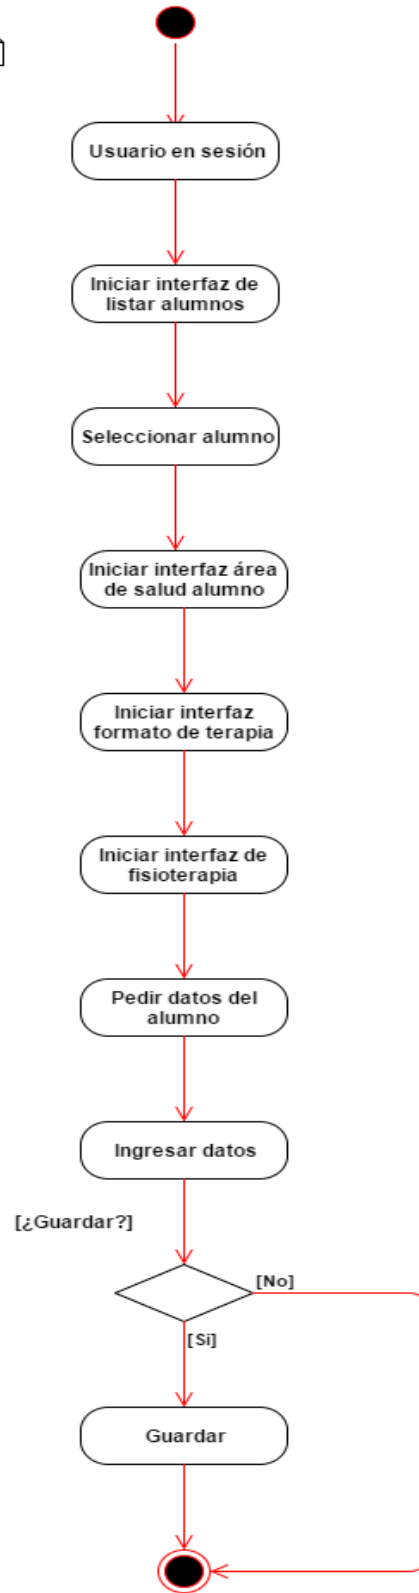 Usuario en sesión
Iniciar interfaz de
listar alumnos
Seleccionar alumno
Iniciar interfaz área
de salud alumno
Iniciar interfaz
formato de terapia
Iniciar interfaz de
fisioterapia
Pedir datos del
alumno
Ingresar datos
[¿Guardar?]
[No]
[Si]
Guardar